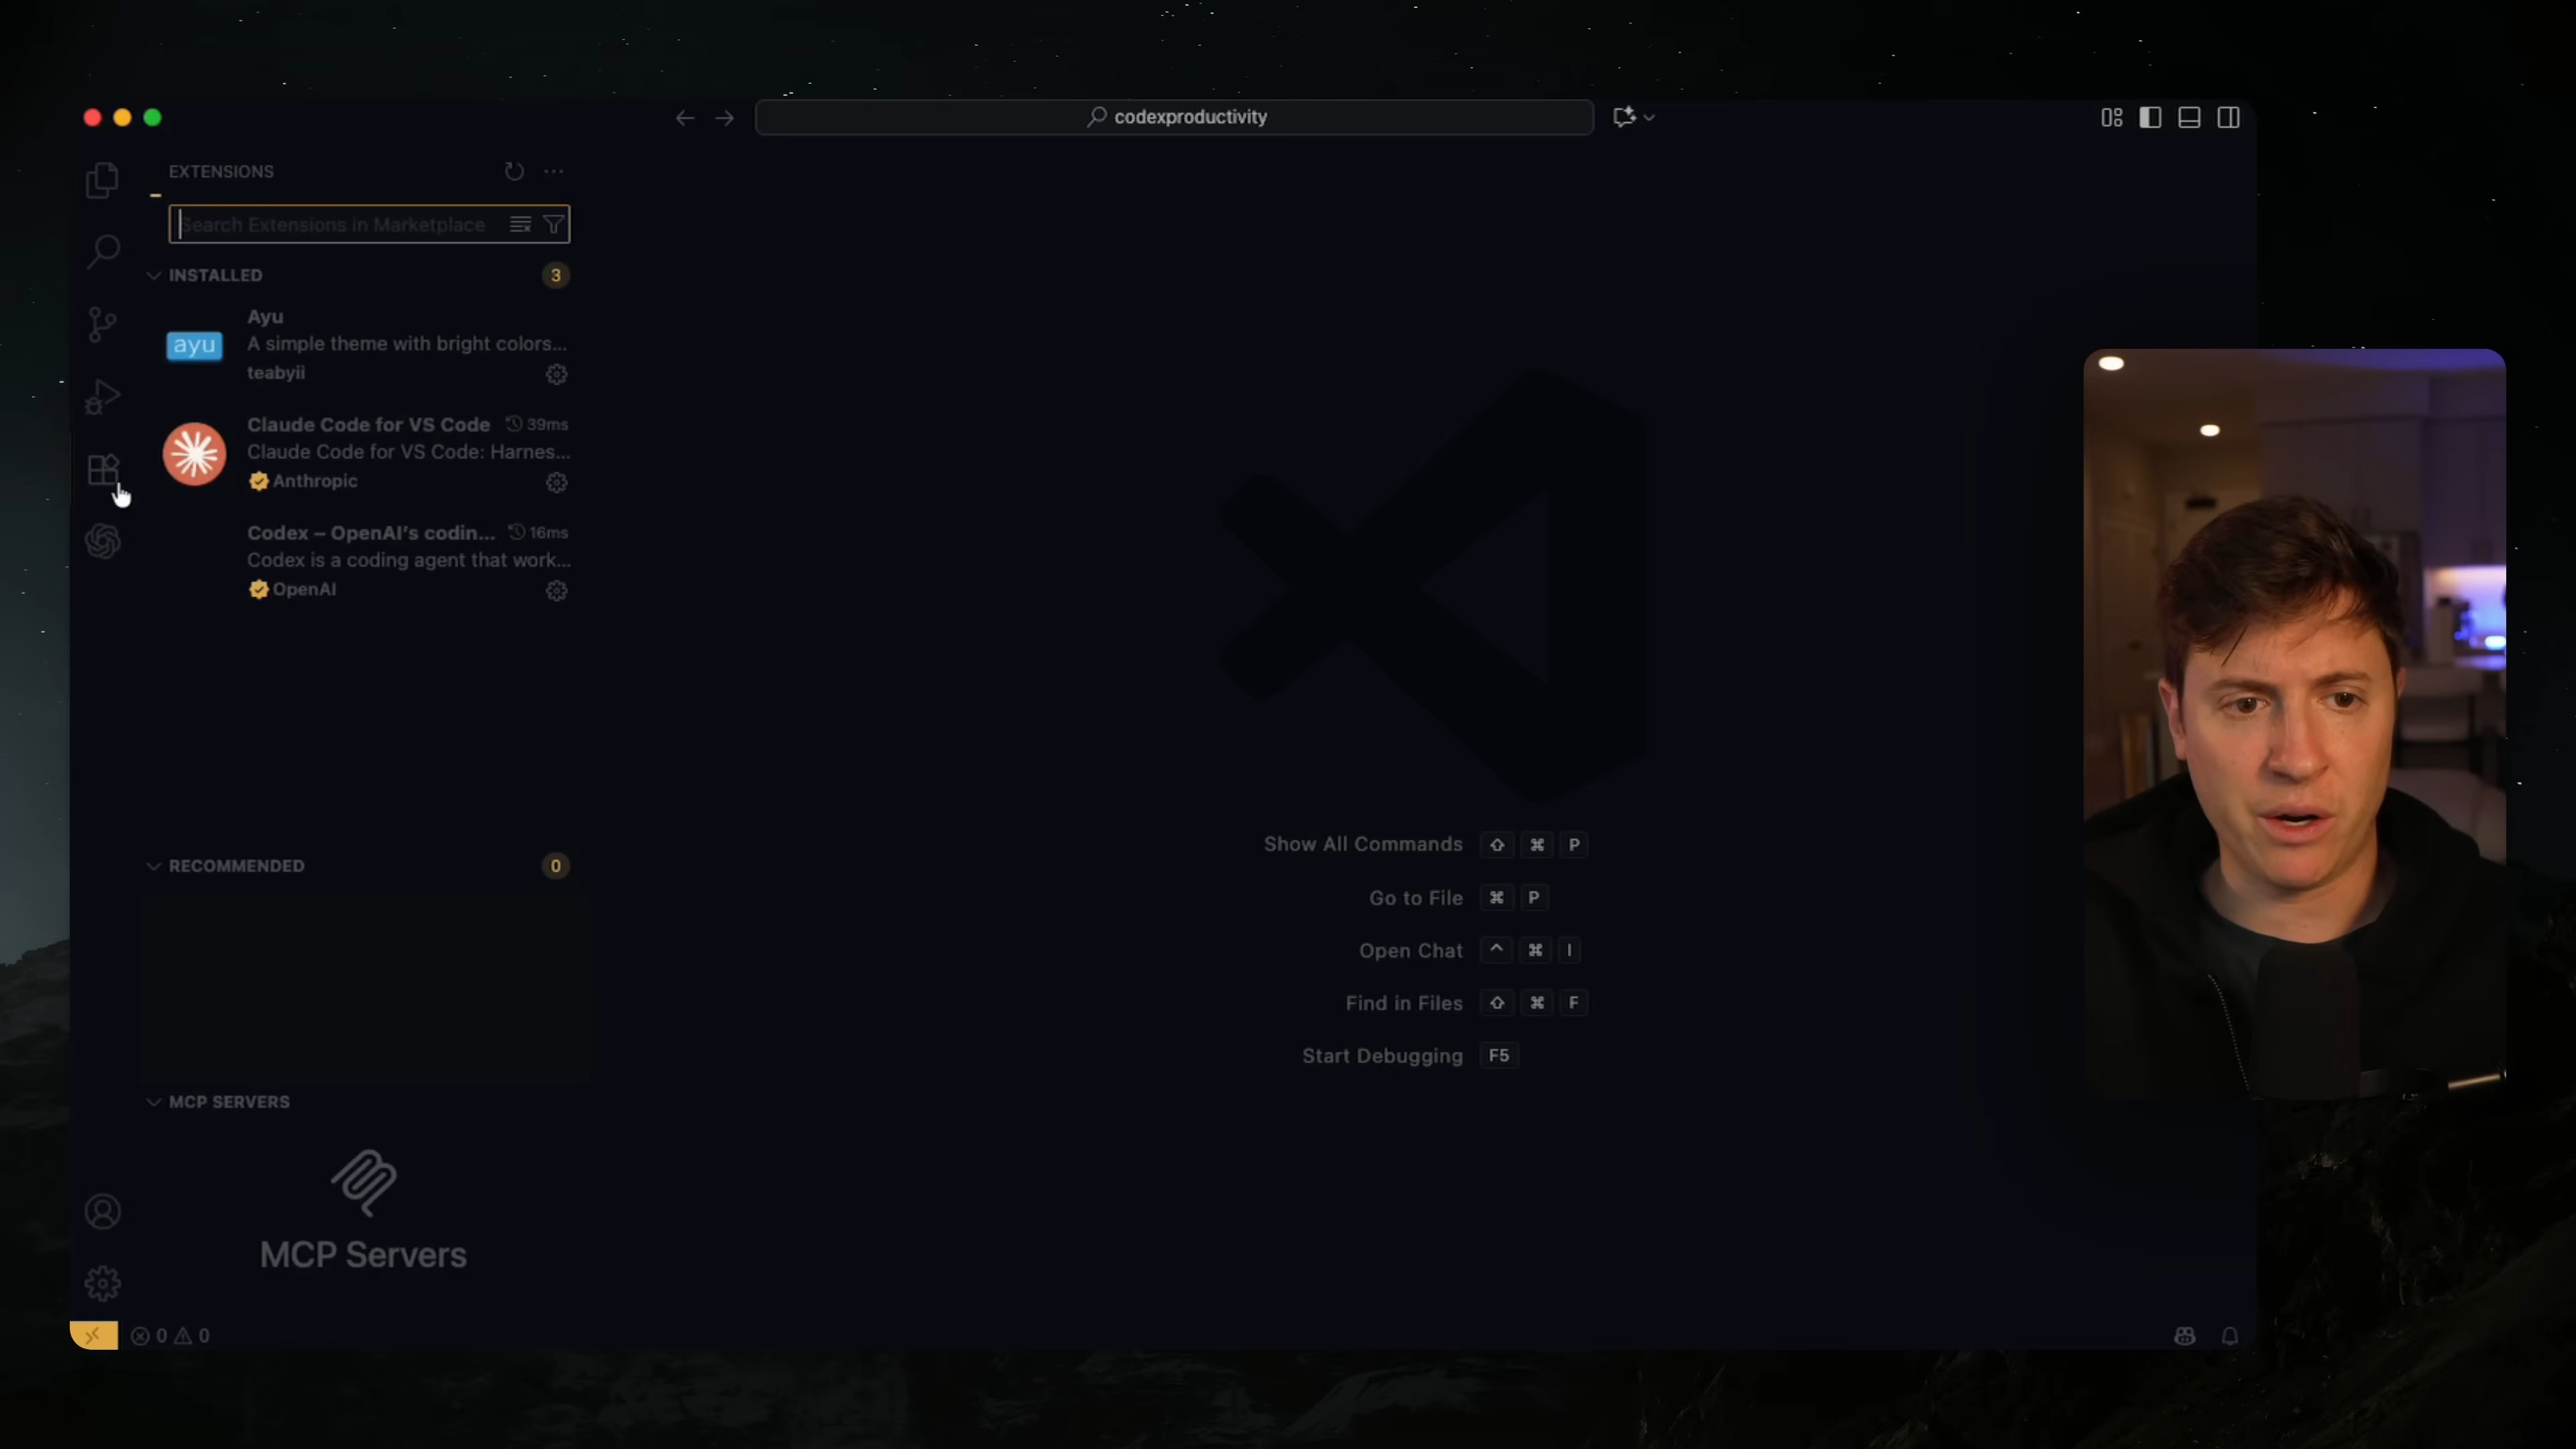 codexproductivity
EXTENSIONS
Search Extensions in Marketplace
INSTALLED
3
Ayu
ayu
A simple theme with bright colors...
teabyii
Claude Code for VS Code 39ms
Claude Code for VS Code: Harnes...
Anthropic
Codex – OpenAI's codin... 16ms
Codex is a coding agent that work...
OpenAI
Show All Commands ⇧ ⌘ P
Go to File ⌘ P
Open Chat ^ ⌘ I
Find in Files ⇧ ⌘ F
Start Debugging F5
RECOMMENDED
0
MCP SERVERS
MCP Servers
0 0